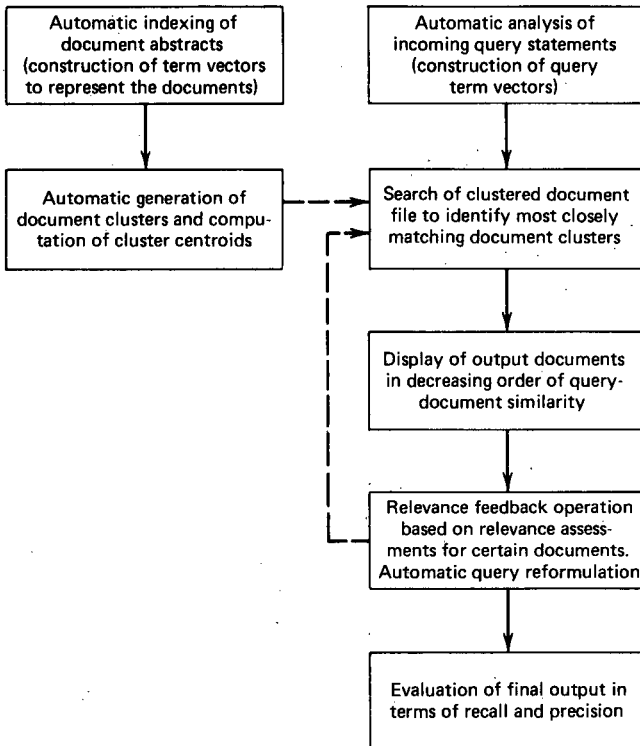 Automatic indexing of
document abstracts
(construction of term vectors
to represent the documents)
Automatic analysis of
incoming query statements
(construction of query
term vectors)
Automatic generation of
document clusters and compu-
tation of cluster centroids
Search of clustered document
file to identify most closely
matching document clusters
Display of output documents
in decreasing order of query-
document similarity
Relevance feedback operation
based on relevance assess-
ments for certain documents.
Automatic query reformulation
Evaluation of final output in
terms of recall and precision